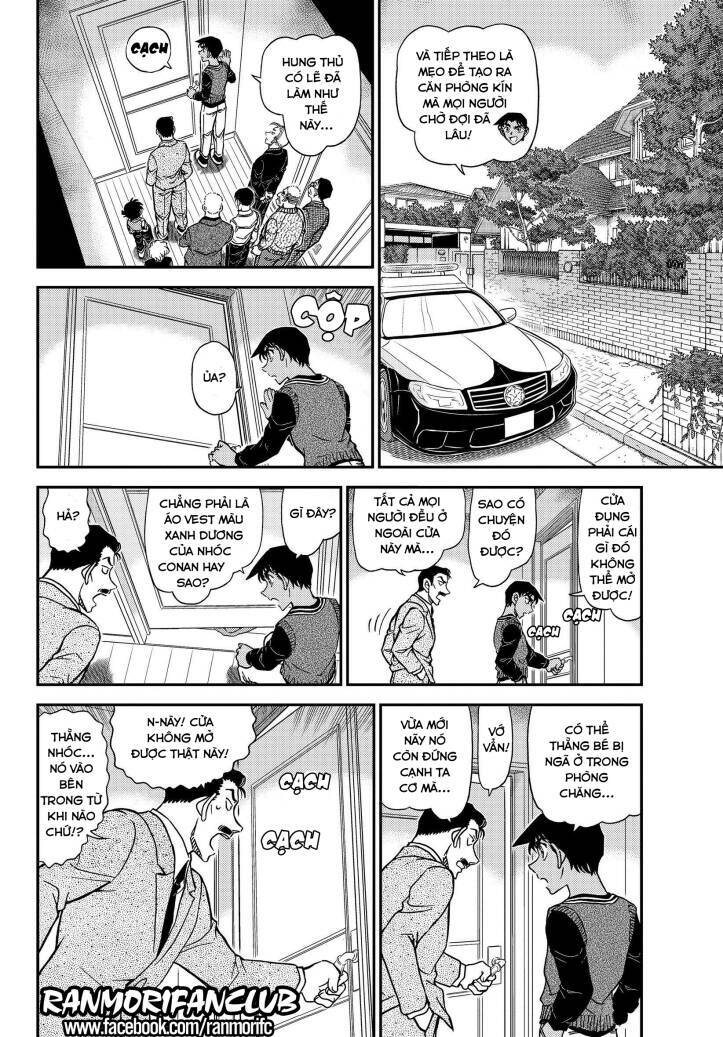 VÀ TIẾP THEO LÀ
MẸO ĐỂ TẠO RA
CĂN PHÒNG KÍN
MÀ MỌI NGƯỜI
CHỜ ĐỢI ĐÃ
LÂU!
HUNG THỦ
CÓ LẼ ĐÃ
LÀM NHƯ
THẾ
NÀY...
CẠCH
CỘP
ỦA?
CỬA
ĐỤNG
PHẢI CÁI
GÌ ĐÓ
KHÔNG
THỂ MỞ
ĐƯỢC!
SAO CÓ
CHUYỆN
ĐÓ
ĐƯỢC?
TẤT CẢ MỌI
NGƯỜI ĐỀU Ở
NGOÀI CỬA
NÀY MÀ...
CẠCH
CẠCH
GÌ ĐÂY?
CHẲNG PHẢI LÀ
ÁO VEST MÀU
XANH DƯƠNG
CỦA NHÓC
CONAN HAY
SAO?
HẢ?
CÓ THỂ
THẰNG BÉ BỊ
NGÃ Ở TRONG
PHÒNG
CHĂNG...
VỚ
VẨN!
VỪA MỚI
NÃY NÓ
CÒN ĐỨNG
CẠNH TA
CƠ MÀ...
N-NÀY! CỬA
KHÔNG MỞ
ĐƯỢC THẬT NÀY!
THẰNG
NHÓC...
NÓ VÀO
BÊN
TRONG TỪ
KHI NÀO
CHỨ!?
CẠCH
CẠCH
RANMORIFANCLUB
www.facebook.com/ranmorifc